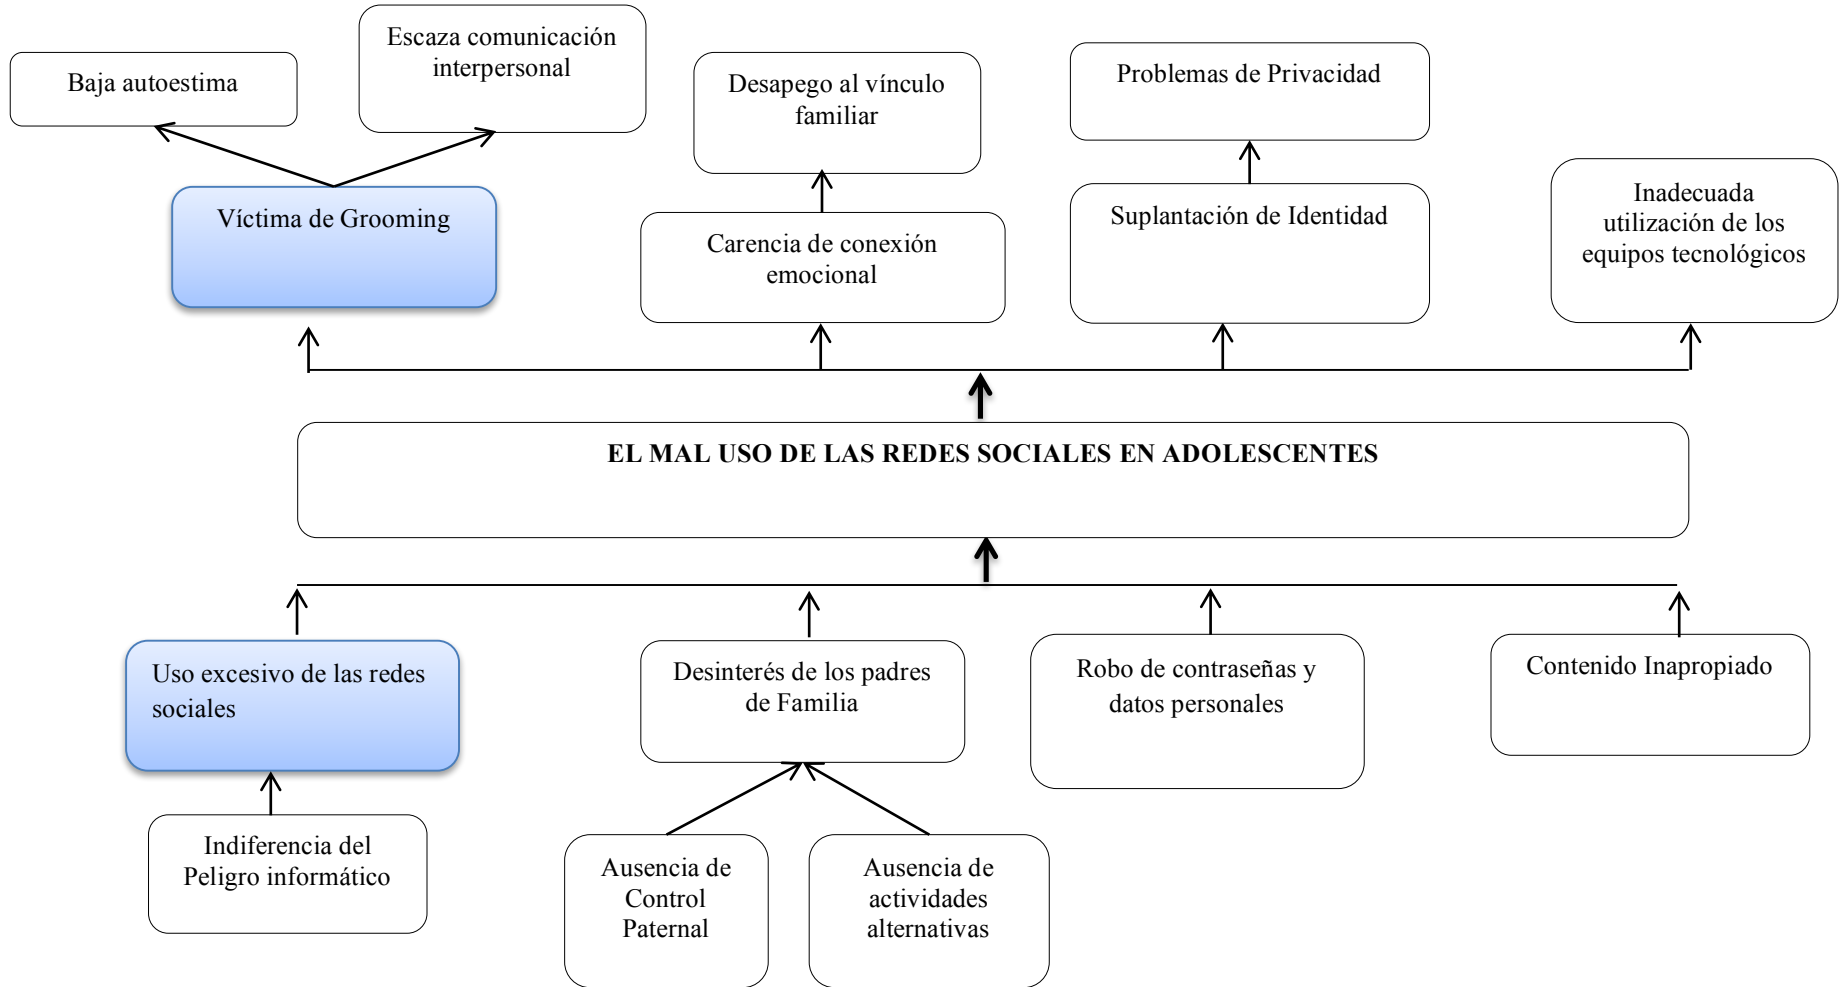 Escaza comunicación
interpersonal
Baja autoestima
Desapego al vínculo
familiar
Problemas de Privacidad
Víctima de Grooming
Carencia de conexión
emocional
Suplantación de Identidad
Inadecuada
utilización de los
equipos tecnológicos
EL MAL USO DE LAS REDES SOCIALES EN ADOLESCENTES
Uso excesivo de las redes
sociales
Desinterés de los padres
de Familia
Robo de contraseñas y
datos personales
Contenido Inapropiado
Indiferencia del
Peligro informático
Ausencia de
Control
Paternal
Ausencia de
actividades
alternativas